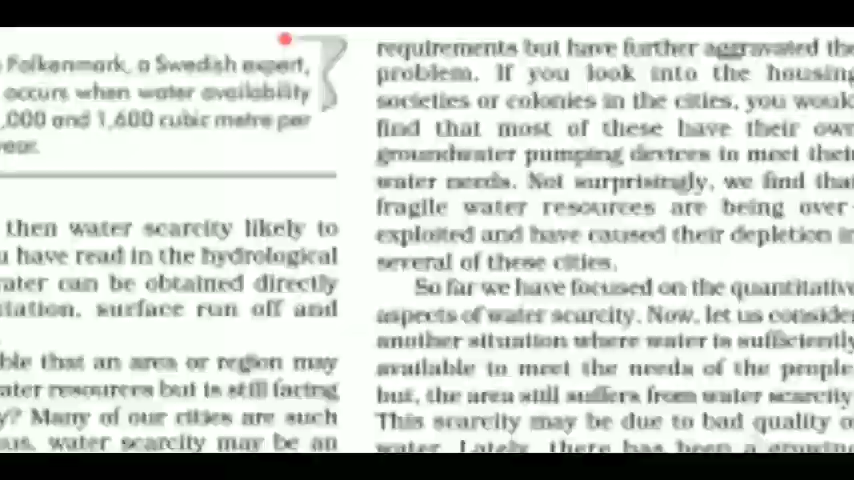 Falkenmark, a Swedish expert,
occurs when water availability
,000 and 1,600 cubic metre per
year.
then water scarcity likely to
have read in the hydrological
water can be obtained directly
surface run off and
that an area or region may
water resources but is still facing
Many of our cities are such
water scarcity may be an
requirements but have further aggravated the
problem. If you look into the housing
societies or colonies in the cities, you would
find that most of these have their own
groundwater pumping devices to meet their
water needs. Not surprisingly, we find that
fragile water resources are being over-
exploited and have caused their depletion in
several of these cities.
So far we have focused on the quantitative
aspects of water scarcity. Now, let us consider
another situation where water is sufficiently
available to meet the needs of the people,
but, the area still suffers from water scarcity.
This scarcity may be due to bad quality of
water. Lately, there has been a growing